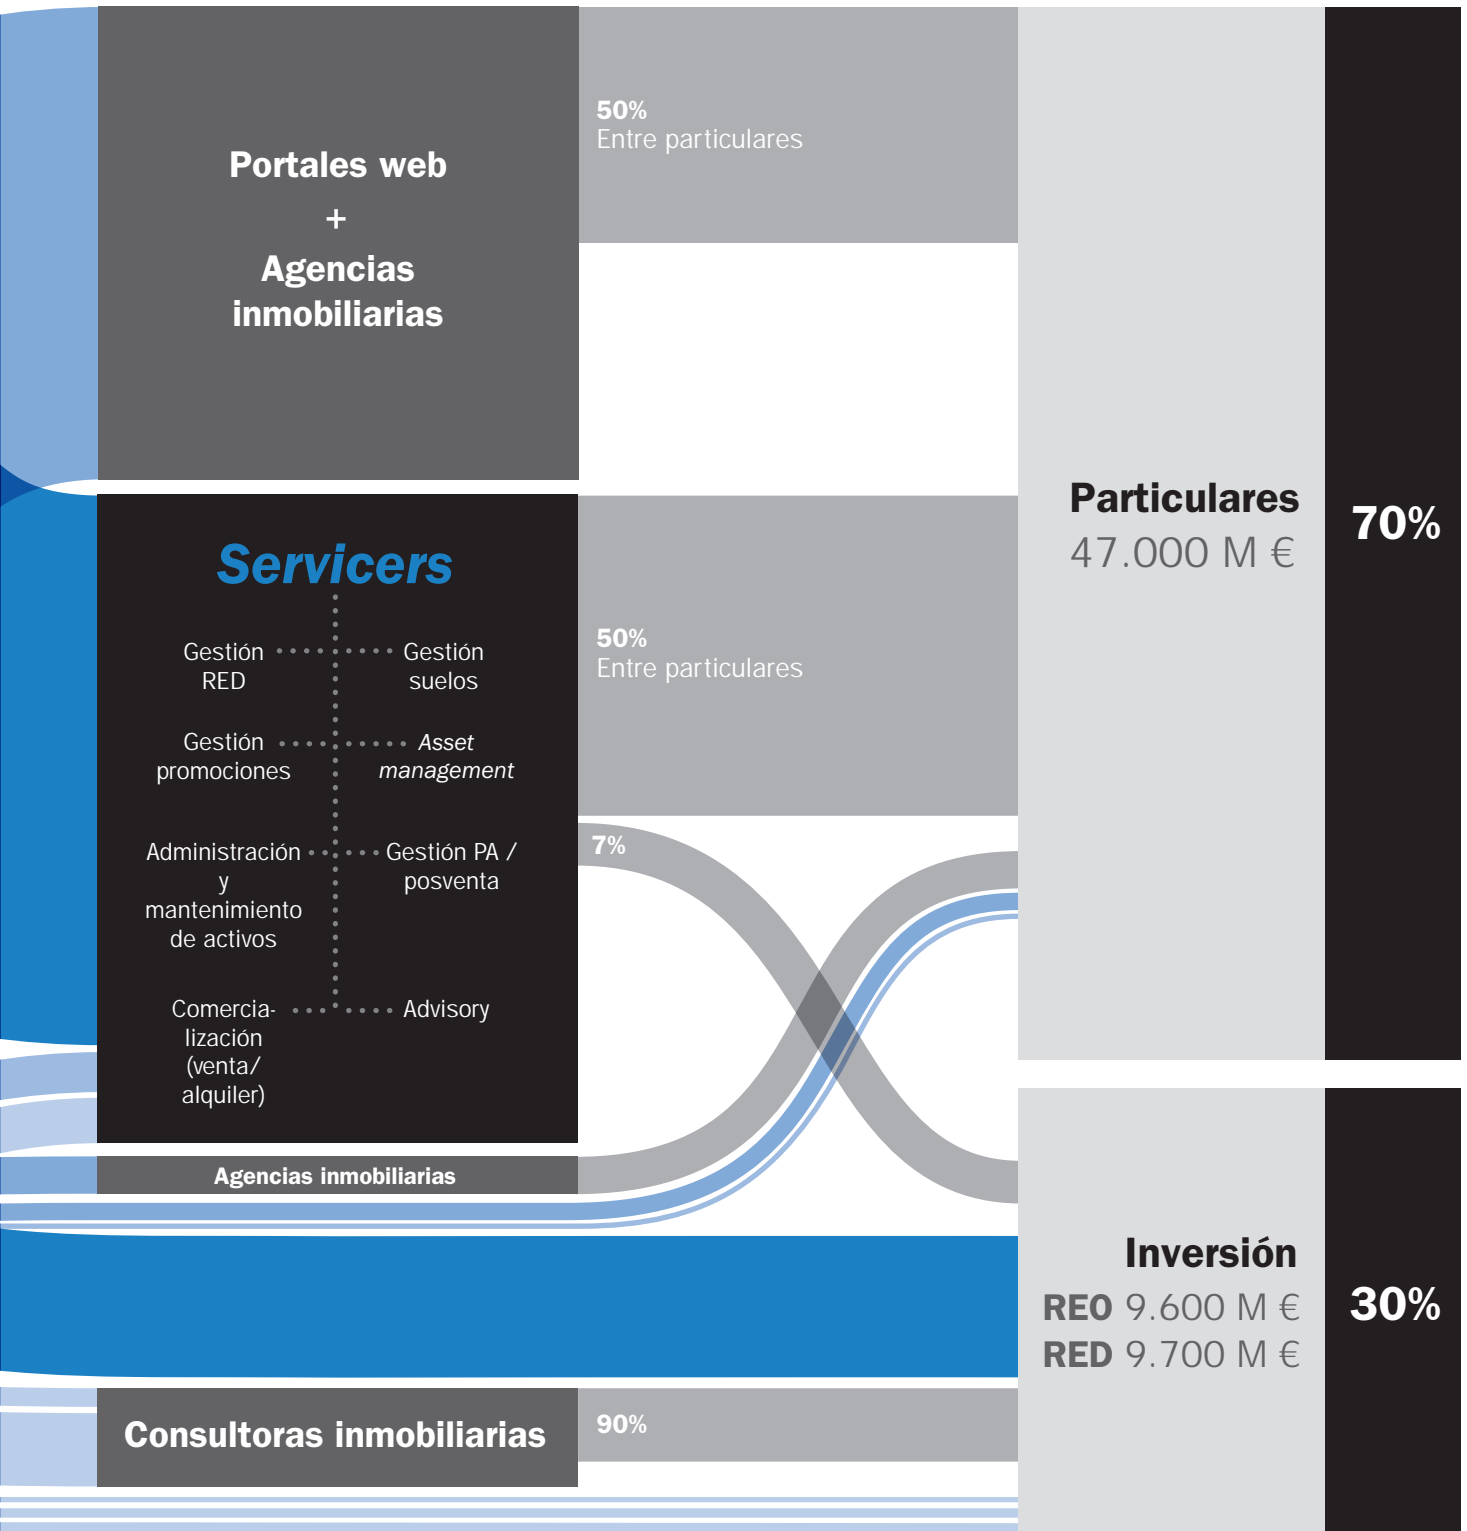 Portales web
+
Agencias
inmobiliarias
50%
Entre particulares
Servicers
Gestión
RED
Gestión
suelos
Gestión
promociones
Asset
management
Administración
y
mantenimiento
de activos
Gestión PA /
posventa
Comercia-
lización
(venta/
alquiler)
Advisory
50%
Entre particulares
7%
Agencias inmobiliarias
Consultoras inmobiliarias
90%
Particulares
47.000 M €
70%
Inversión
REO 9.600 M €
RED 9.700 M €
30%